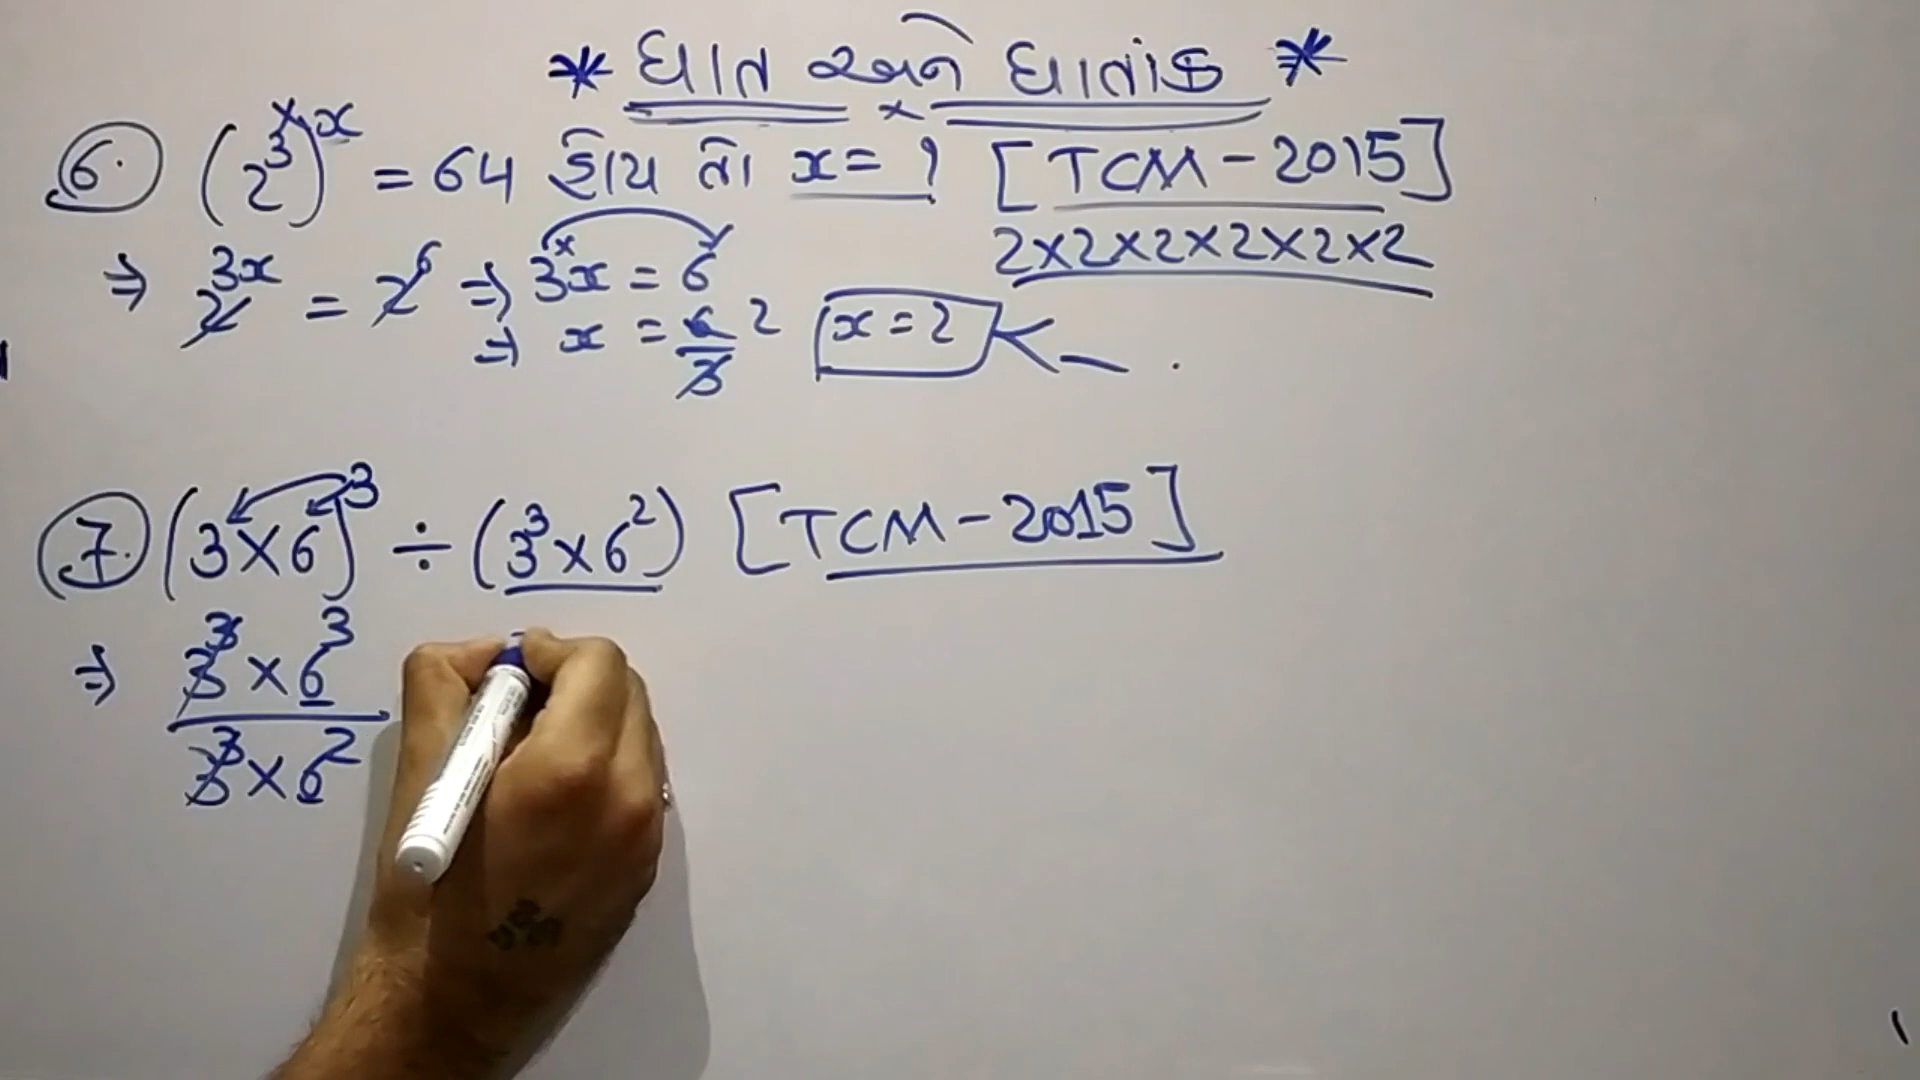 * ઘાત અને ઘાતાંક *
6. (2³)ˣ = 64 હોય તો x = ? [TCM - 2015]
2×2×2×2×2×2
⇒ 2³ˣ = 2⁶ ⇒ 3x = 6
⇒ x = 6/3 2 x = 2
7. (3×6)³ ÷ (3³×6²) [TCM - 2015]
⇒ 3³ × 6³
3³ × 6²